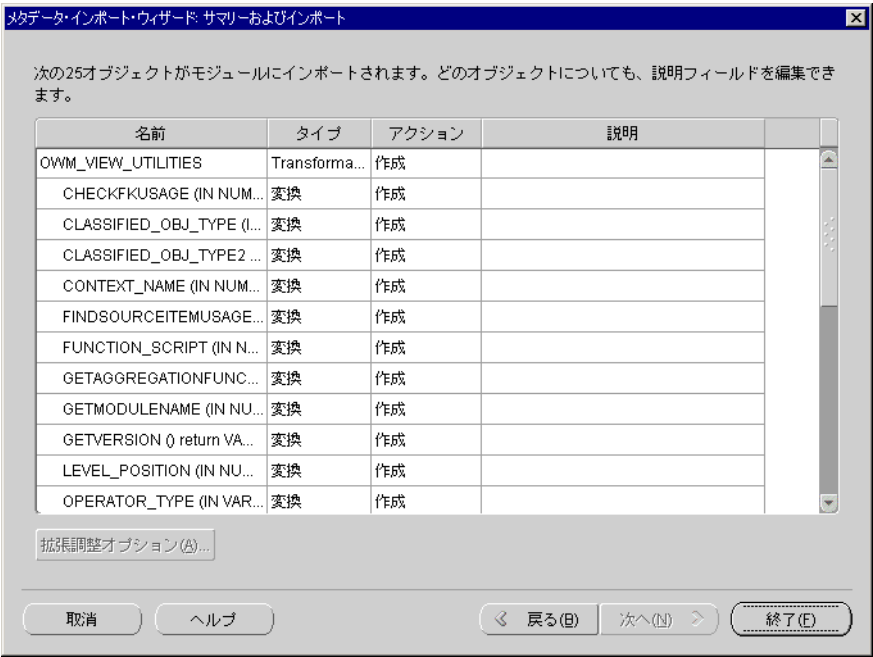 メタデータ・インポート・ウィザード: サマリーおよびインポート
次の25オブジェクトがモジュールにインポートされます。どのオブジェクトについても、説明フィールドを編集でき
ます。
名前 タイプ アクション 説明
OWM_VIEW_UTILITIES Transforma... 作成
CHECKFKUSAGE (IN NUM... 変換 作成
CLASSIFIED_OBJ_TYPE (I... 変換 作成
CLASSIFIED_OBJ_TYPE2 ... 変換 作成
CONTEXT_NAME (IN NUM... 変換 作成
FINDSOURCEITEMUSAGE... 変換 作成
FUNCTION_SCRIPT (IN N... 変換 作成
GETAGGREGATIONFUNC... 変換 作成
GETMODULENAME (IN NU... 変換 作成
GETVERSION () return VA... 変換 作成
LEVEL_POSITION (IN NU... 変換 作成
OPERATOR_TYPE (IN VAR... 変換 作成
拡張調整オプション(A)...
取消 ヘルプ 戻る(B) 次へ(N) 終了(F)